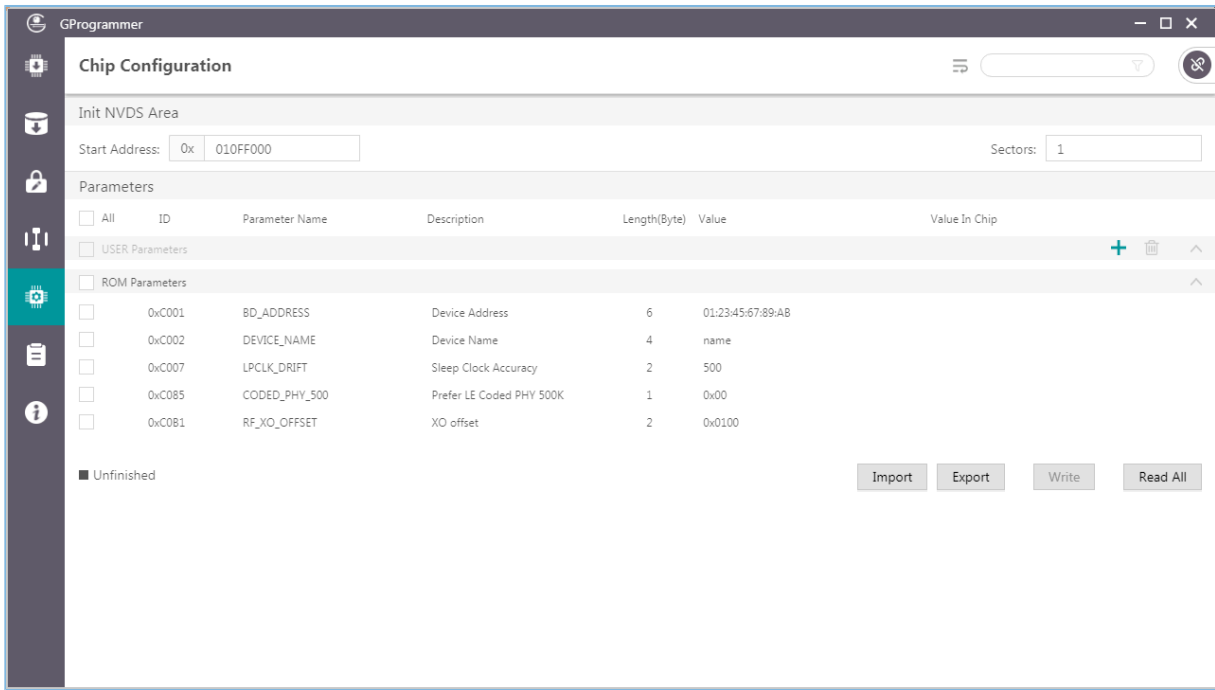 GProgrammer
Chip Configuration
Init NVDS Area
Start Address: 0x 010FF000 Sectors: 1
Parameters
All ID Parameter Name Description Length(Byte) Value Value In Chip
USER Parameters
ROM Parameters
0xC001 BD_ADDRESS Device Address 6 01:23:45:67:89:AB
0xC002 DEVICE_NAME Device Name 4 name
0xC007 LPCLK_DRIFT Sleep Clock Accuracy 2 500
0xC085 CODED_PHY_500 Prefer LE Coded PHY 500K 1 0x00
0xC0B1 RF_XO_OFFSET XO offset 2 0x0100
Unfinished Import Export Write Read All